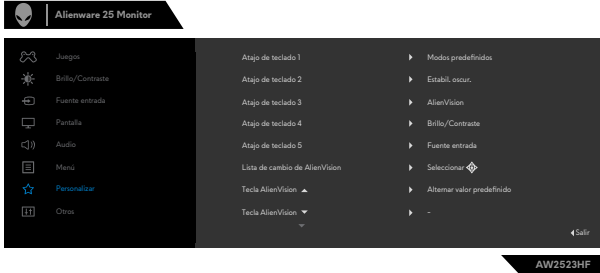 Alienware 25 Monitor
Juegos
Atajo de teclado 1
Modos predefinidos
Brillo/Contraste
Atajo de teclado 2
Estabil. oscur.
Fuente entrada
Atajo de teclado 3
AlienVision
Pantalla
Atajo de teclado 4
Brillo/Contraste
Audio
Atajo de teclado 5
Fuente entrada
Menú
Lista de cambio de AlienVision
Seleccionar
Personalizar
Tecla AlienVision
Alternar valor predefinido
Otros
Tecla AlienVision
-
Salir
AW2523HF